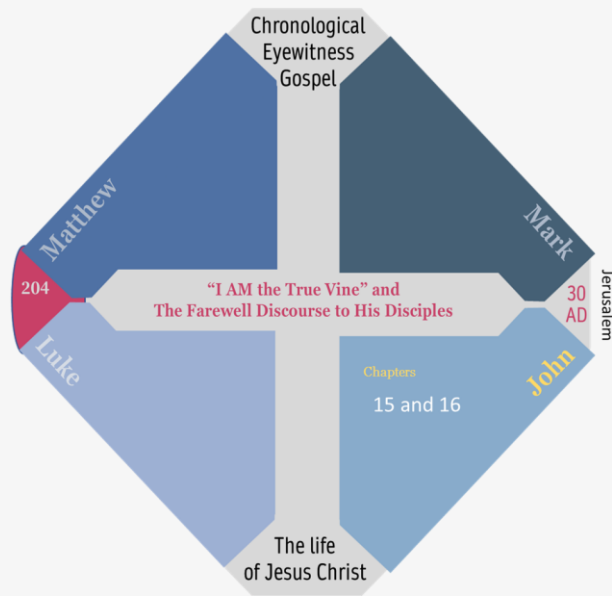 Chronological
Eyewitness
Gospel
Matthew
Mark
204
“I AM the True Vine” and
The Farewell Discourse to His Disciples
30
AD
Jerusalem
Luke
John
Chapters
15 and 16
The life
of Jesus Christ